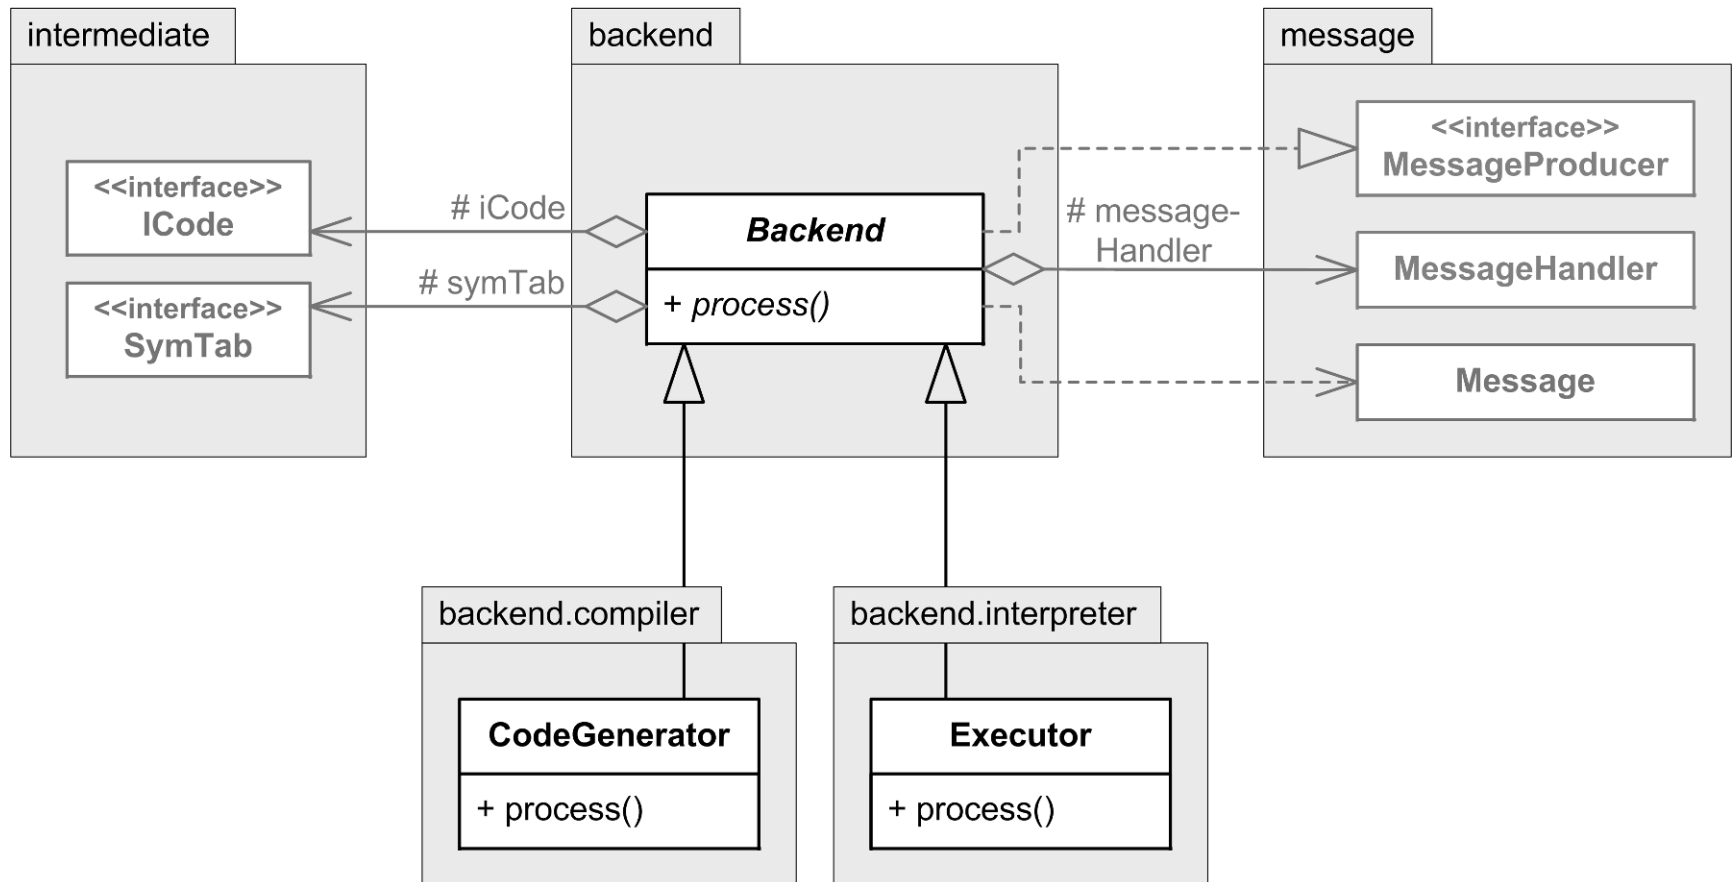 intermediate
backend
message
<<interface>>
ICode
<<interface>>
SymTab
# iCode
# symTab
Backend
+ process()
# message-
Handler
<<interface>>
MessageProducer
MessageHandler
Message
backend.compiler
CodeGenerator
+ process()
backend.interpreter
Executor
+ process()